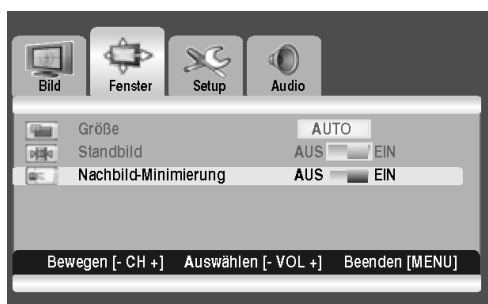 Bild Fenster Setup Audio
Größe AUTO
Standbild AUS EIN
Nachbild-Minimierung AUS EIN
Bewegen [- CH +] Auswählen [- VOL +] Beenden [MENU]